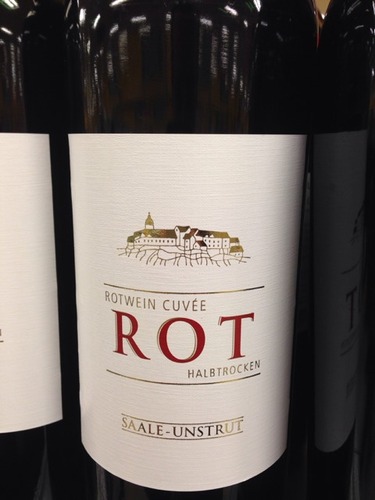 ROTWEIN CUVÉE
ROT
HALBTROCKEN
SAALE-UNSTRUT